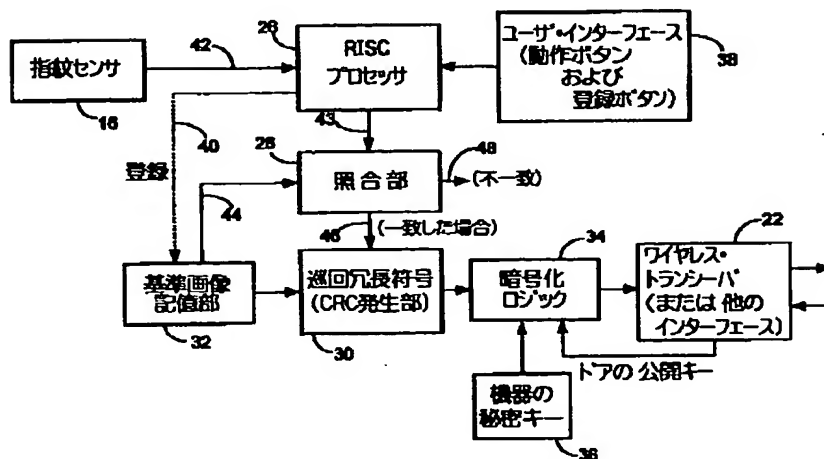 26
RISC
プロセッサ
42
指紋センサ
16
ユーザ・インターフェース
(動作ボタン
および
登録ボタン)
38
43
40
登録
28
照合部
48
(不一致)
44
46
(一致した場合)
基準画像
記値部
32
巡回冗長符号
(CRC発生部)
30
34
暗号化
ロジック
22
ワイヤレス・
トランシーバ
(または 他の
インターフェース)
ドアの 公開キー
機器の
秘密キー
36